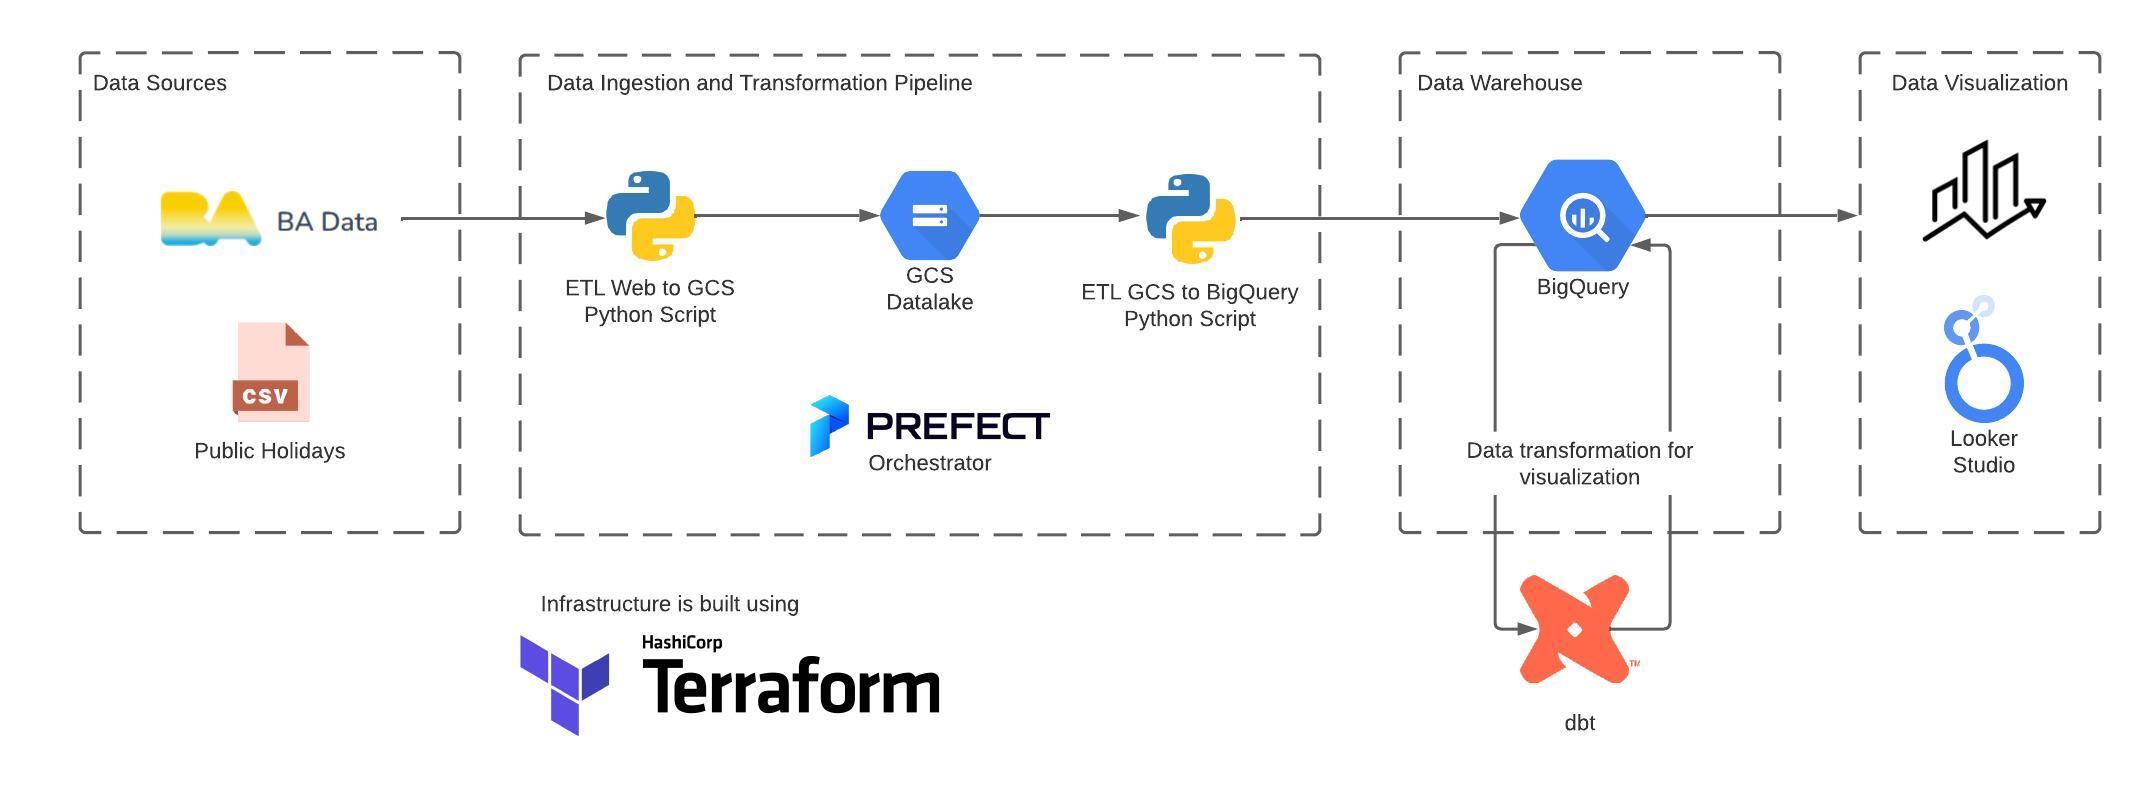 Data Sources
BA Data
CSV
Public Holidays
Data Ingestion and Transformation Pipeline
ETL Web to GCS
Python Script
GCS
Datalake
ETL GCS to BigQuery
Python Script
PREFECT
Orchestrator
Data Warehouse
BigQuery
Data transformation for
visualization
Data Visualization
Looker
Studio
Infrastructure is built using
HashiCorp
Terraform
TM
dbt